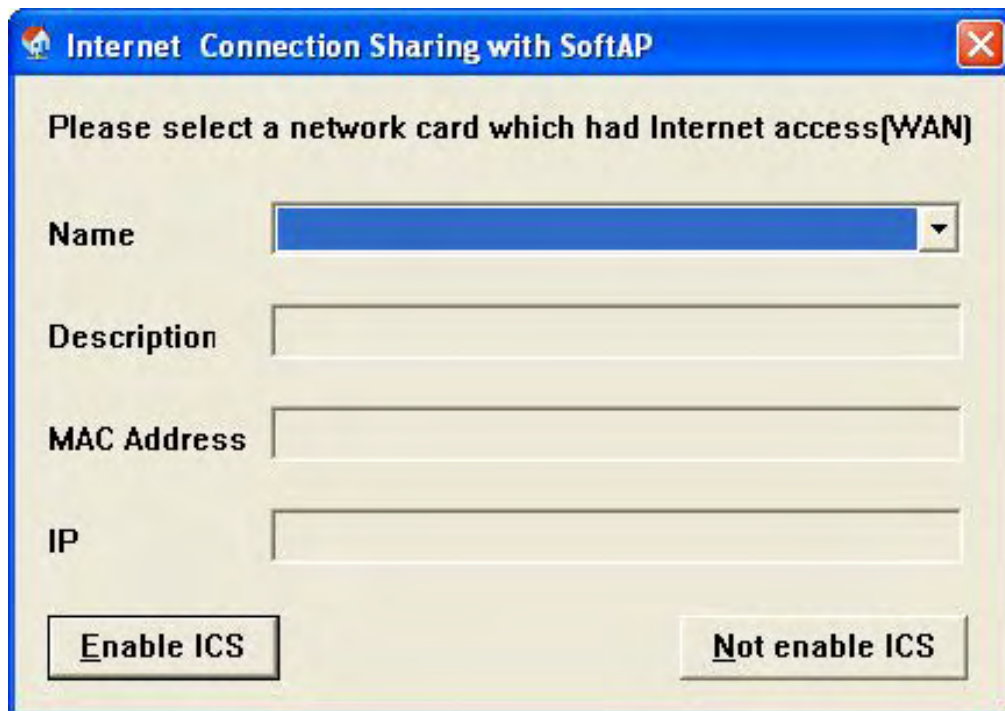 Internet Connection Sharing with SoftAP
Please select a network card which had Internet access(WAN)
Name
Description
MAC Address
IP
Enable ICS
Not enable ICS